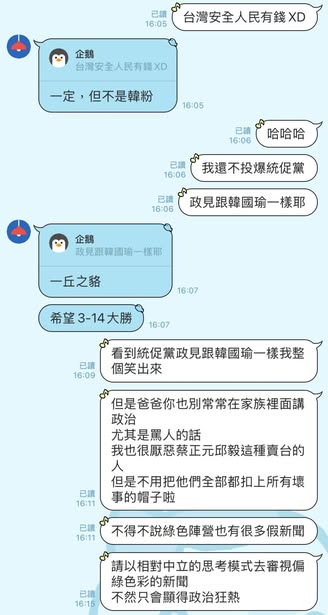 台灣安全人民有錢XD
已讀
16:05
企鵝
台灣安全人民有錢XD
一定，但不是韓粉
16:05
哈哈哈
已讀
16:06
我還不投爆統促黨
已讀
16:06
政見跟韓國瑜一樣耶
已讀
16:06
企鵝
政見跟韓國瑜一樣耶
一丘之貉
16:07
希望3-14大勝
16:07
看到統促黨政見跟韓國瑜一樣我整
個笑出來
已讀
16:09
但是爸爸你也別常常在家族裡面講
政治
尤其是罵人的話
我也很厭惡蔡正元邱毅這種賣台的
人
但是不用把他們全部都扣上所有壞
事的帽子啦
已讀
16:11
不得不說綠色陣營也有很多假新聞
已讀
16:11
請以相對中立的思考模式去審視偏
綠色彩的新聞
不然只會顯得政治狂熱
已讀
16:15